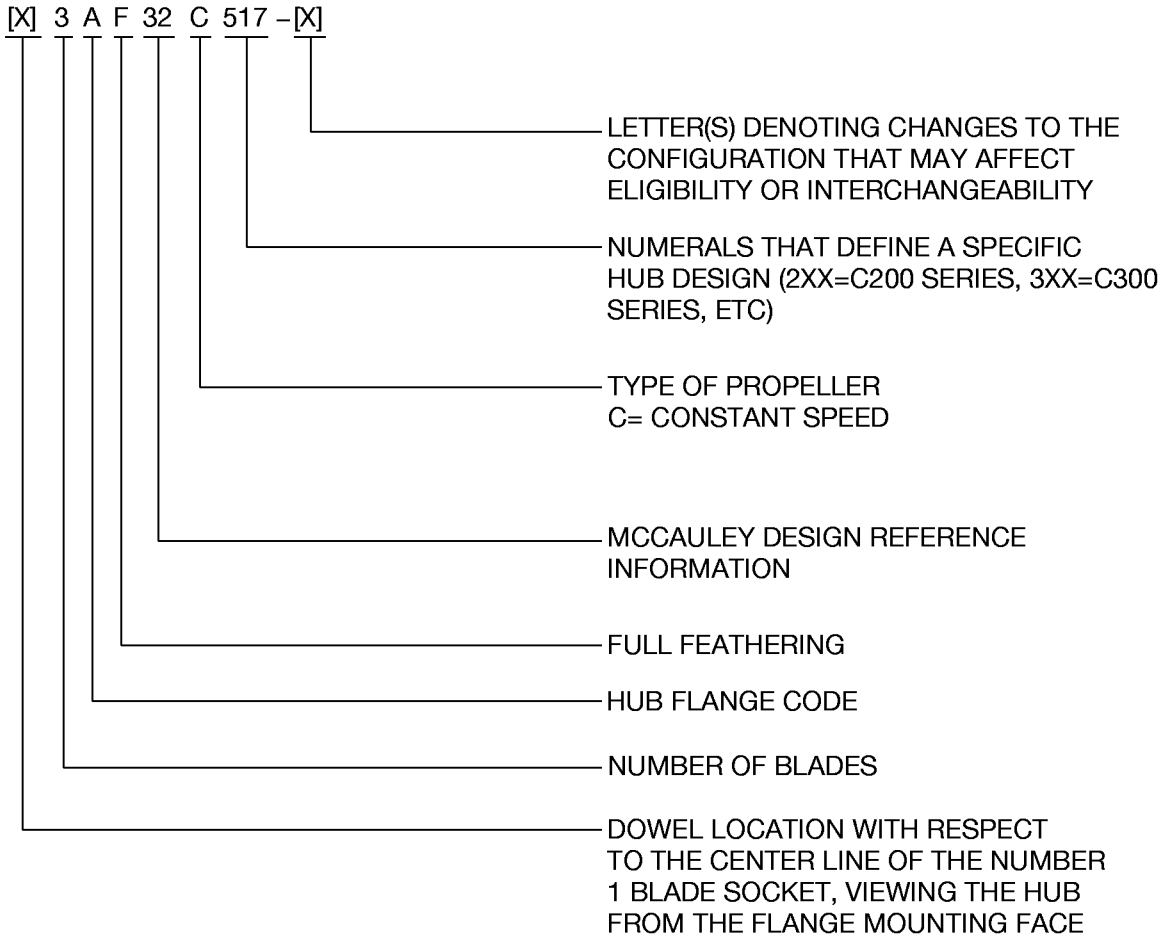 [X] 3 A F 32 C 517 –[X]
LETTER(S) DENOTING CHANGES TO THE
CONFIGURATION THAT MAY AFFECT
ELIGIBILITY OR INTERCHANGEABILITY
NUMERALS THAT DEFINE A SPECIFIC
HUB DESIGN (2XX=C200 SERIES, 3XX=C300
SERIES, ETC)
TYPE OF PROPELLER
C= CONSTANT SPEED
MCCAULEY DESIGN REFERENCE
INFORMATION
FULL FEATHERING
HUB FLANGE CODE
NUMBER OF BLADES
DOWEL LOCATION WITH RESPECT
TO THE CENTER LINE OF THE NUMBER
1 BLADE SOCKET, VIEWING THE HUB
FROM THE FLANGE MOUNTING FACE